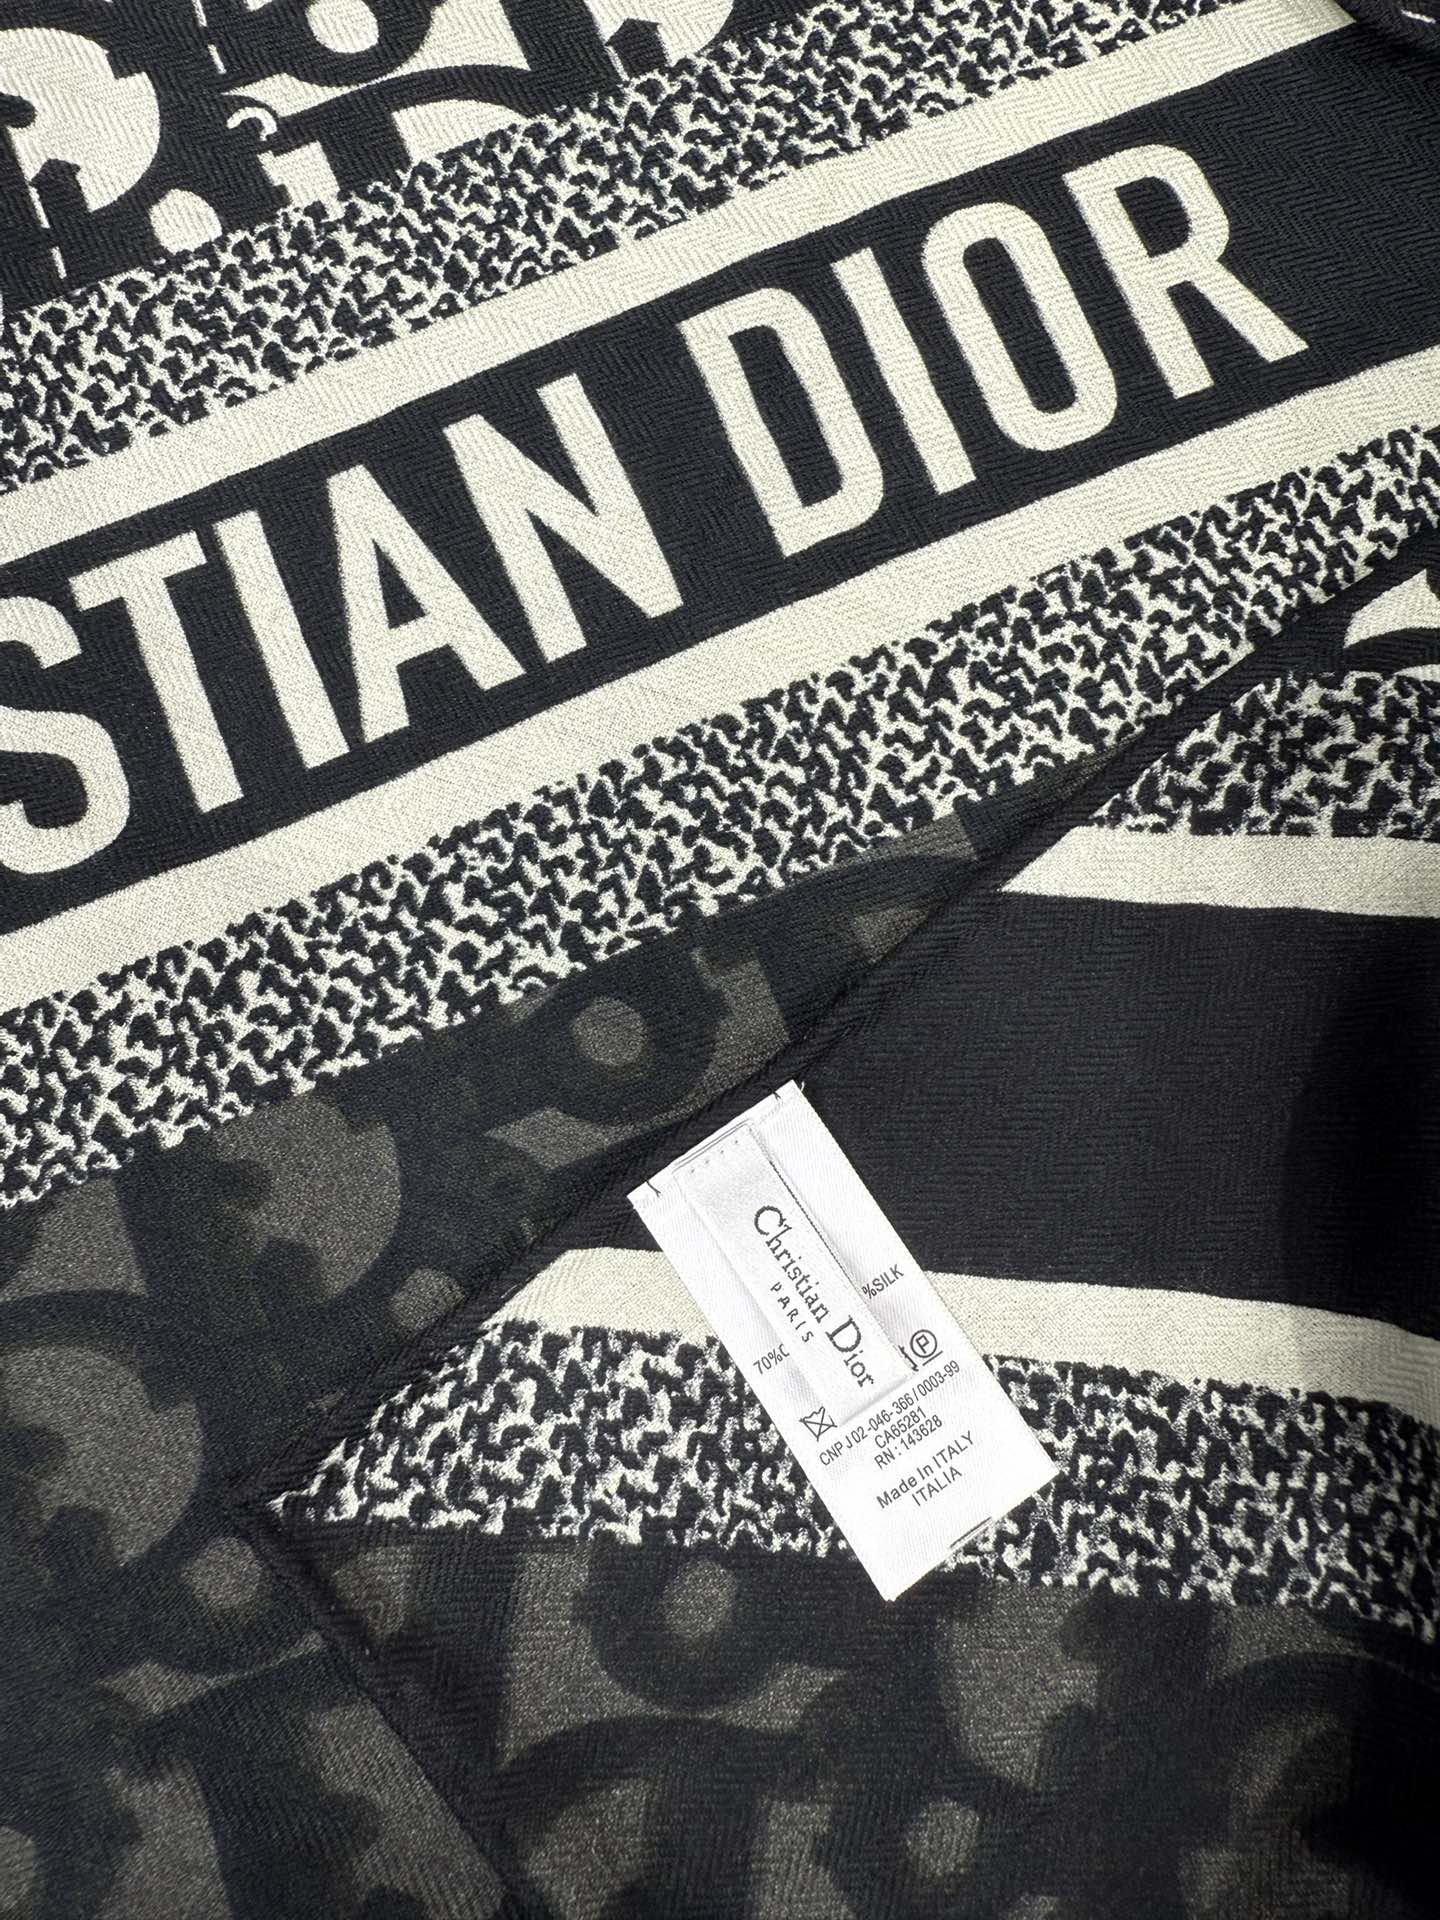 STIAN DIOR
Christian Dior
PARIS
%SILK
70%C
CNP J 02-046-366 / 0003-99
CA65281
RN : 143628
Made In ITALY
ITALIA